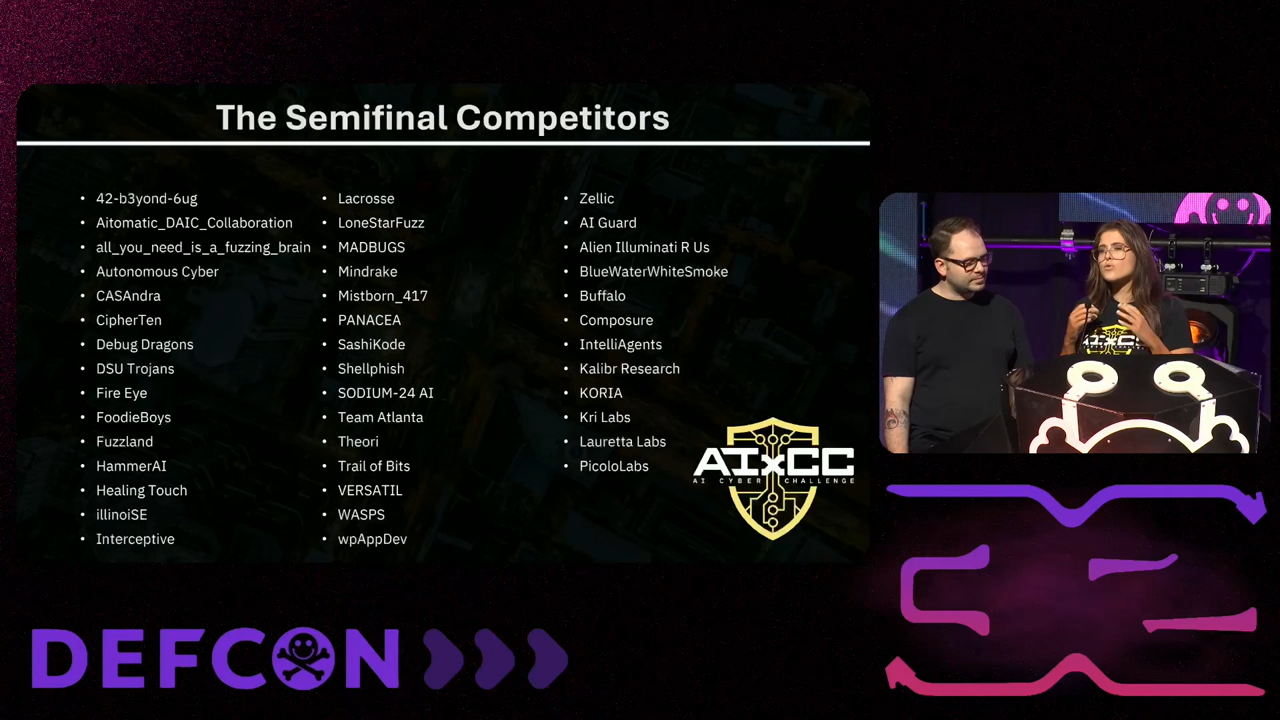 The Semifinal Competitors
• 42-b3yond-6ug
• Aitomatic_DAIC_Collaboration
• all_you_need_is_a_fuzzing_brain
• Autonomous Cyber
• CASAndra
• CipherTen
• Debug Dragons
• DSU Trojans
• Fire Eye
• FoodieBoys
• Fuzzland
• HammerAI
• Healing Touch
• illinoiSE
• Interceptive
• Lacrosse
• LoneStarFuzz
• MADBUGS
• Mindrake
• Mistborn_417
• PANACEA
• SashiKode
• Shellphish
• SODIUM-24 AI
• Team Atlanta
• Theori
• Trail of Bits
• VERSATIL
• WASPS
• wpAppDev
• Zellic
• AI Guard
• Alien Illuminati R Us
• BlueWaterWhiteSmoke
• Buffalo
• Composure
• IntelliAgents
• Kalibr Research
• KORIA
• Kri Labs
• Lauretta Labs
• PicoloLabs
AIxCC
AI CYBER CHALLENGE
AIxCC
DEFCON